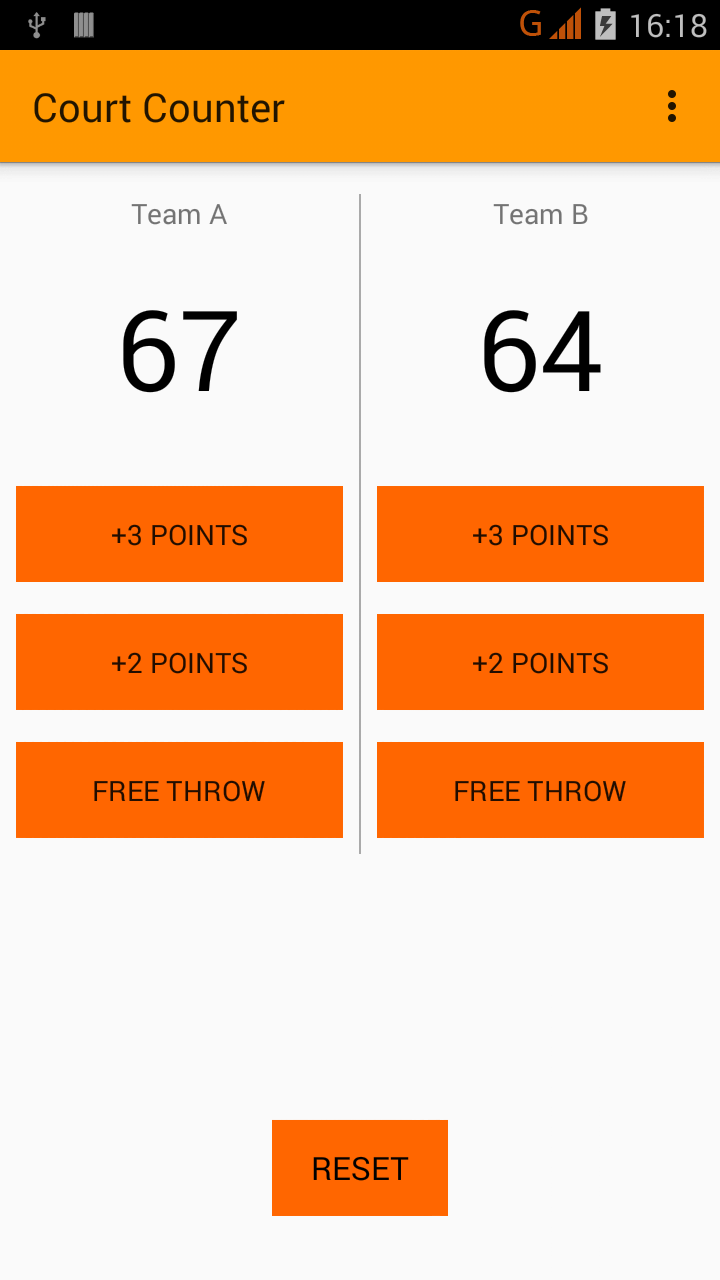 G 16:18
Court Counter
Team A
67
+3 POINTS
+2 POINTS
FREE THROW
Team B
64
+3 POINTS
+2 POINTS
FREE THROW
RESET